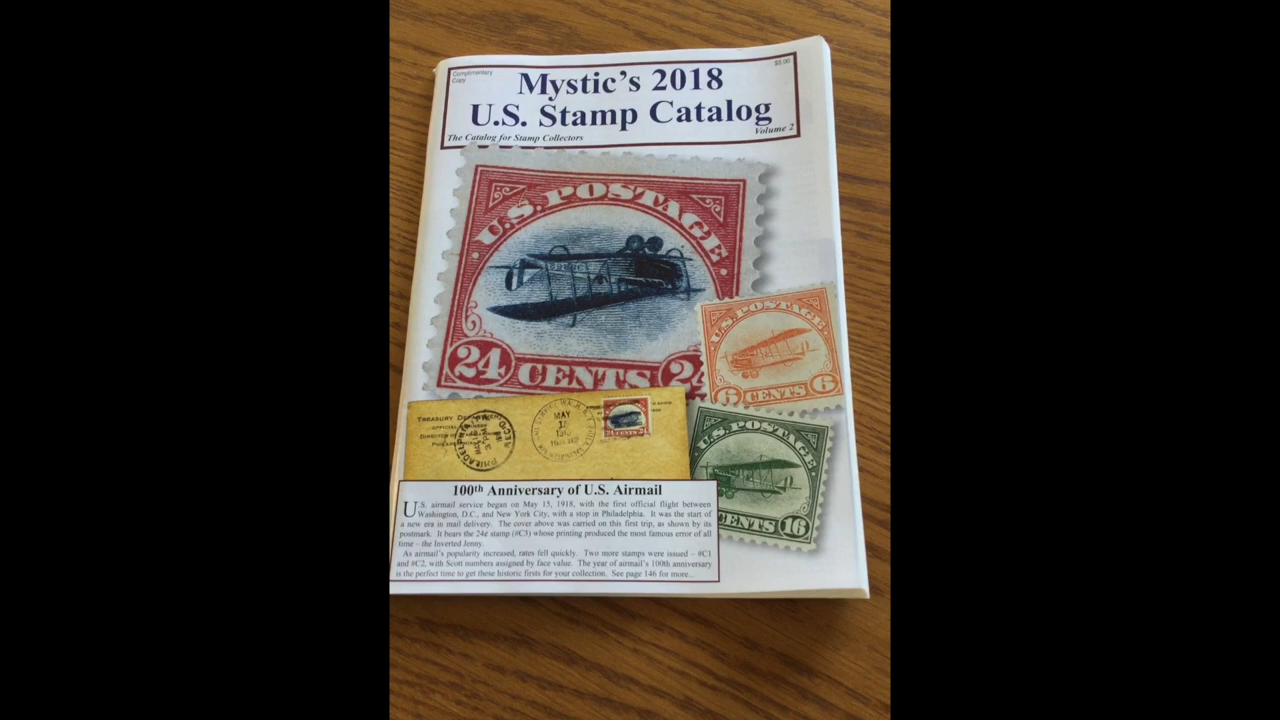 Complimentary
Copy
$5.00
Mystic's 2018
U.S. Stamp Catalog
The Catalog for Stamp Collectors
Volume 2
U.S. POSTAGE
24 CENTS 24
U.S. POSTAGE
6 CENTS 6
TREASURY DEPARTMENT
OFFICIAL
PHILADELPHIA
REC'D
MAY
24 CENTS 24
U.S. POSTAGE
CENTS 16
100th Anniversary of U.S. Airmail
U.S. airmail service began on May 15, 1918, with the first official flight between
Washington, D.C., and New York City, with a stop in Philadelphia. It was the start of
a new era in mail delivery. The cover above was carried on this first trip, as shown by its
postmark. It bears the 24¢ stamp (#C3) whose printing produced the most famous error of all
time – the Inverted Jenny.
As airmail's popularity increased, rates fell quickly. Two more stamps were issued – #C1
and #C2, with Scott numbers assigned by face value. The year of airmail's 100th anniversary
is the perfect time to get these historic firsts for your collection. See page 146 for more...